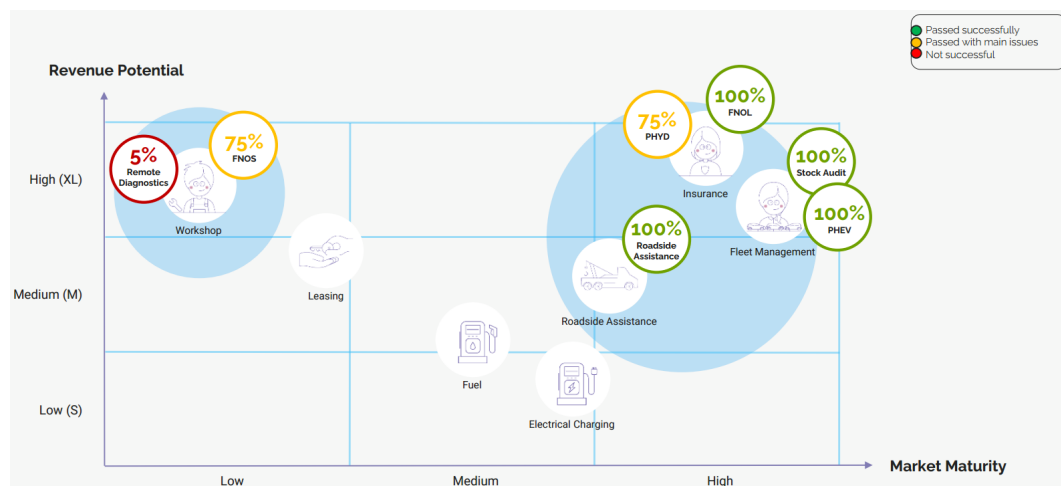 Passed successfully
Passed with main issues
Not successful
Revenue Potential
100%
FNOL
75%
PHYD
75%
FNOS
5%
Remote
Diagnostics
100%
Stock Audit
High (XL)
Insurance
100%
PHEV
Workshop
100%
Roadside
Assistance
Fleet Management
Medium (M)
Leasing
Roadside Assistance
Fuel
Low (S)
Electrical Charging
Market Maturity
Low
Medium
High